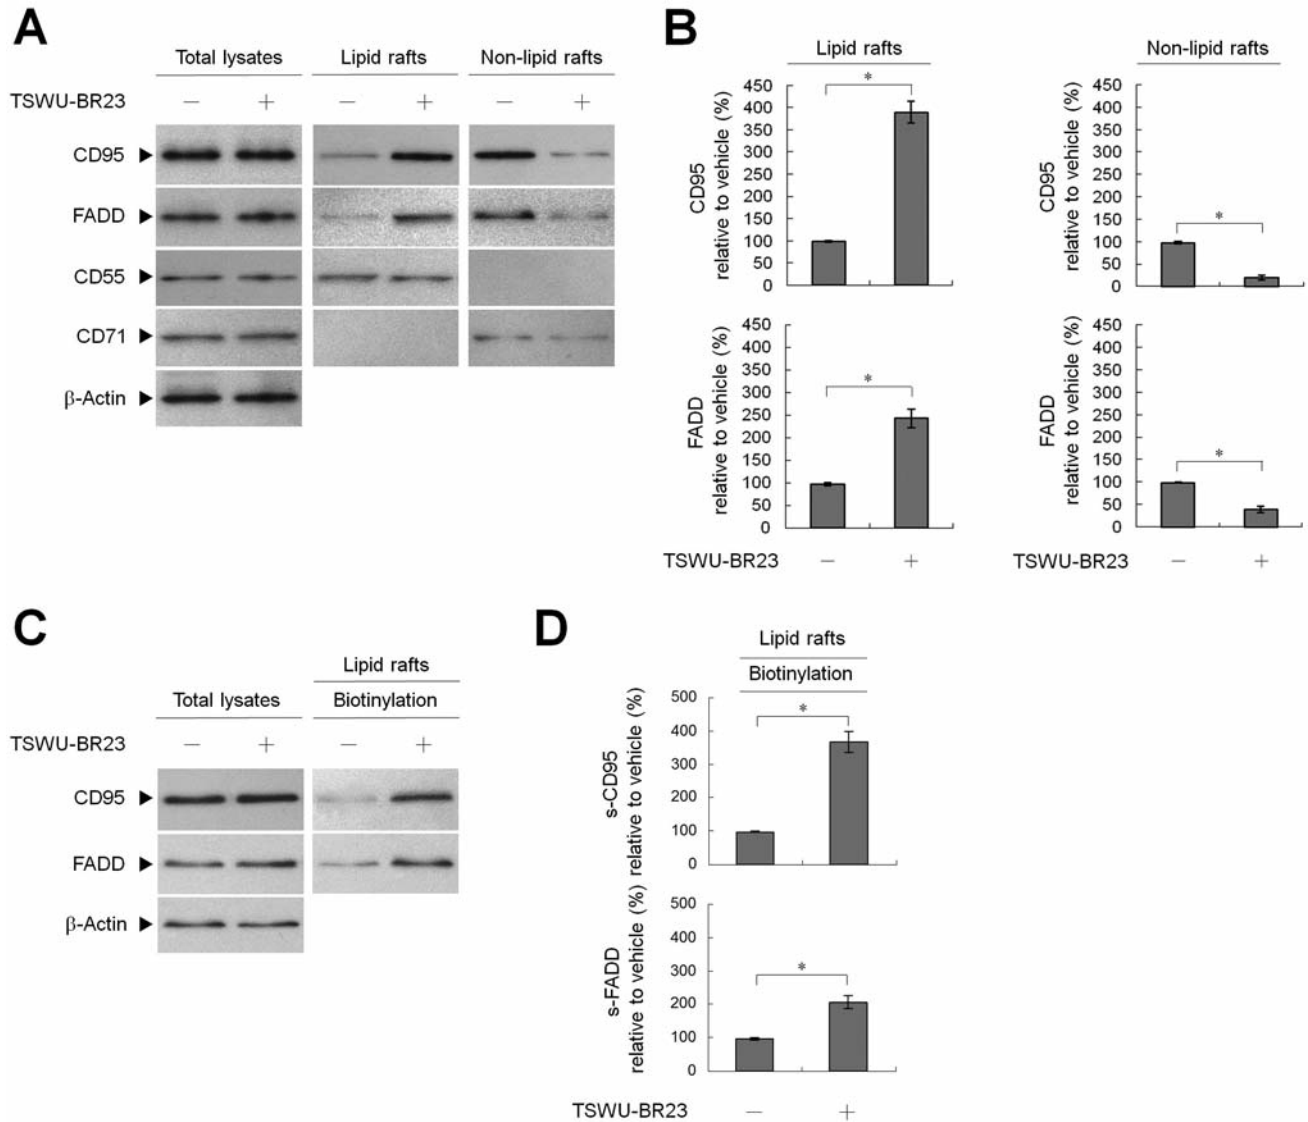 A
Total lysates
Lipid rafts
Non-lipid rafts
TSWU-BR23
− + − + − +
CD95
FADD
CD55
CD71
β-Actin
B
Lipid rafts
CD95
relative to vehicle (%)
450
400
350
300
250
200
150
100
50
0
*
Non-lipid rafts
CD95
relative to vehicle (%)
450
400
350
300
250
200
150
100
50
0
*
FADD
relative to vehicle (%)
450
400
350
300
250
200
150
100
50
0
*
TSWU-BR23 − +
FADD
relative to vehicle (%)
450
400
350
300
250
200
150
100
50
0
*
TSWU-BR23 − +
C
Total lysates
Lipid rafts
Biotinylation
TSWU-BR23
− + − +
CD95
FADD
β-Actin
D
Lipid rafts
Biotinylation
s-CD95
relative to vehicle (%)
500
400
300
200
100
0
*
s-FADD
relative to vehicle (%)
500
400
300
200
100
0
*
TSWU-BR23 − +